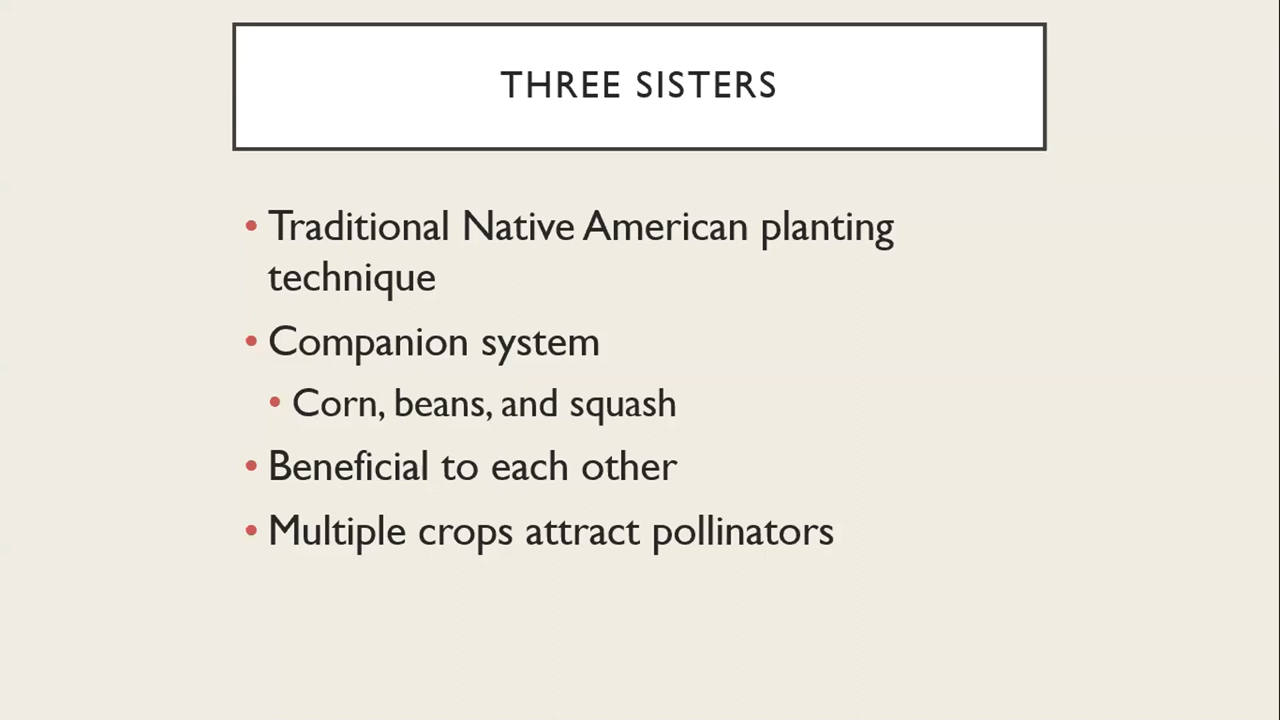 THREE SISTERS
• Traditional Native American planting
technique
• Companion system
• Corn, beans, and squash
• Beneficial to each other
• Multiple crops attract pollinators